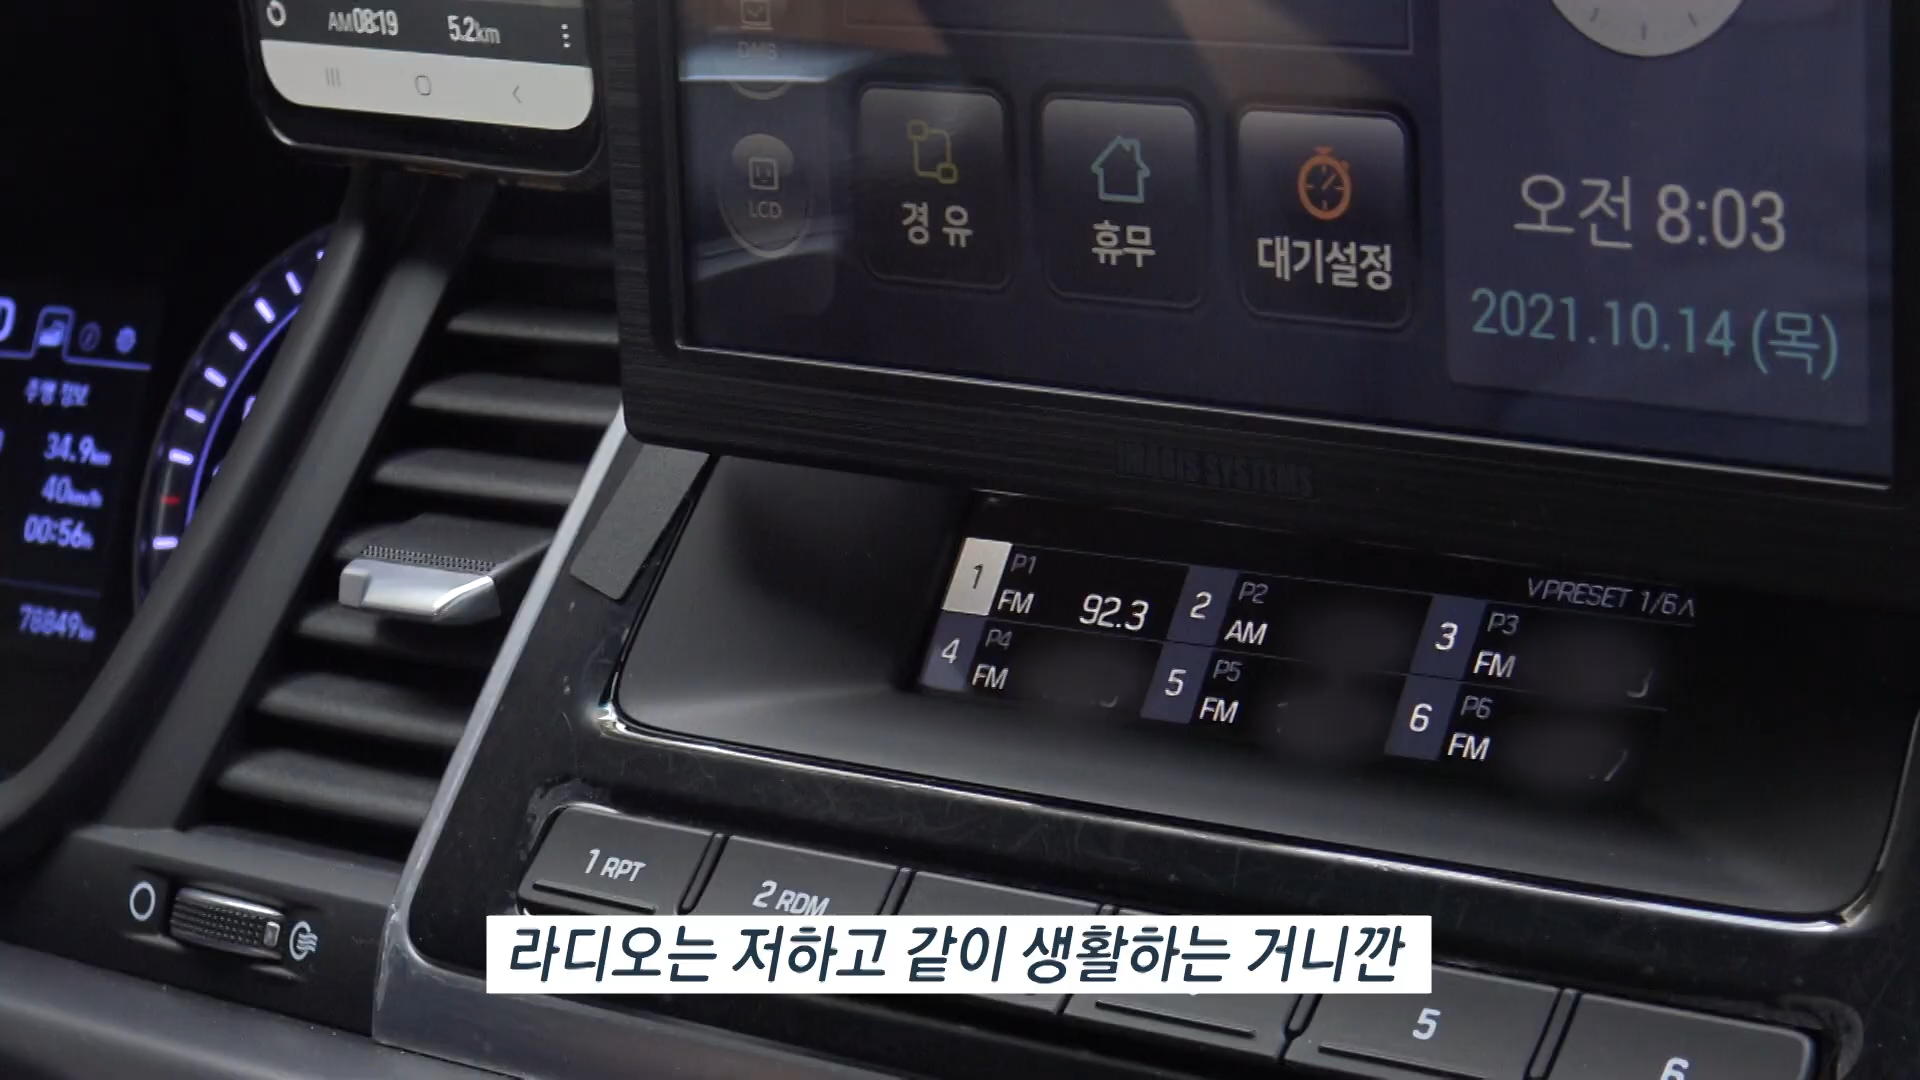 AM 08:19 5.2km
DMB
LCD
경유
휴무
대기설정
오전 8:03
2021.10.14 (목)
주행 정보
34.9km
40km/h
00:56h
78849km
IMAGIS SYSTEMS
VPRESET 1/6Λ
1 P1 FM 92.3
2 P2 AM
3 P3 FM
4 P4 FM
5 P5 FM
6 P6 FM
1 RPT
2 RDM
5
6
라디오는 저하고 같이 생활하는 거니깐